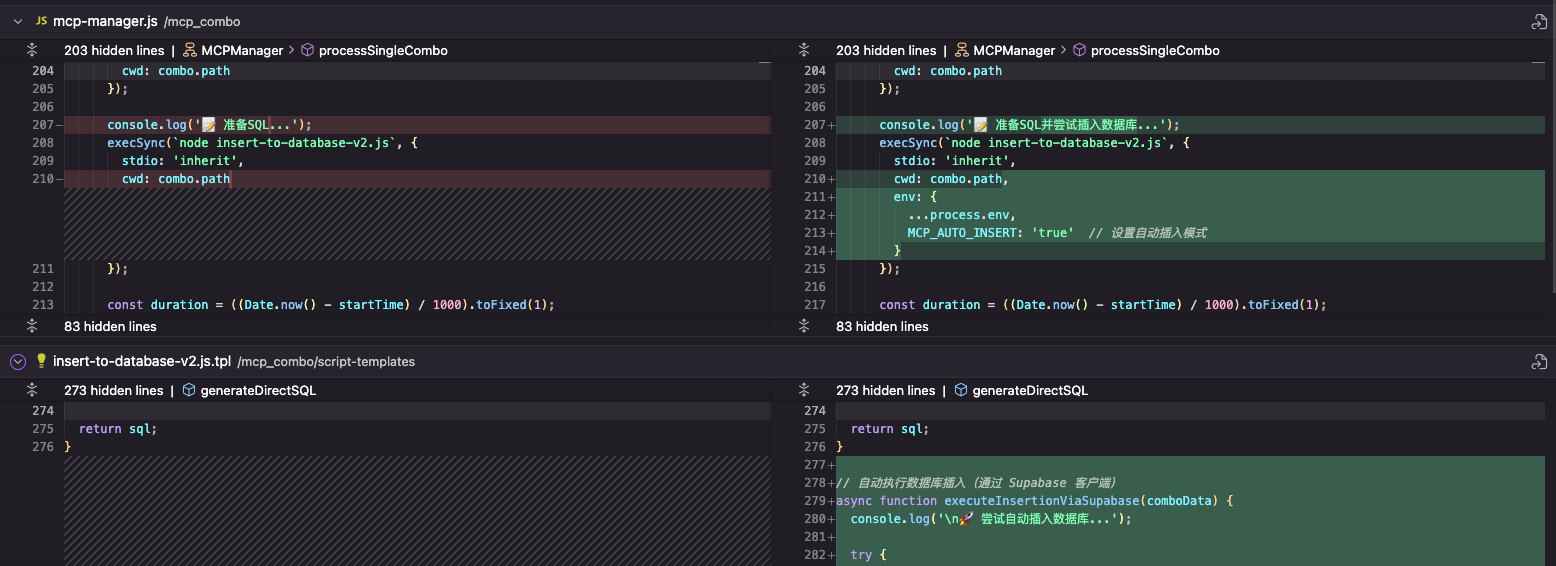 mcp-manager.js /mcp_combo
203 hidden lines | MCPManager > processSingleCombo
204 cwd: combo.path
205 });
206
207— console.log('📝 准备SQL...');
208 execSync(`node insert-to-database-v2.js`, {
209 stdio: 'inherit',
210— cwd: combo.path
211 });
212
213 const duration = ((Date.now() - startTime) / 1000).toFixed(1);
83 hidden lines
203 hidden lines | MCPManager > processSingleCombo
204 cwd: combo.path
205 });
206
207+ console.log('📝 准备SQL并尝试插入数据库...');
208 execSync(`node insert-to-database-v2.js`, {
209 stdio: 'inherit',
210+ cwd: combo.path,
211+ env: {
212+ ...process.env,
213+ MCP_AUTO_INSERT: 'true' // 设置自动插入模式
214+ }
215 });
216
217 const duration = ((Date.now() - startTime) / 1000).toFixed(1);
83 hidden lines
insert-to-database-v2.js.tpl /mcp_combo/script-templates
273 hidden lines | generateDirectSQL
274
275 return sql;
276 }
273 hidden lines | generateDirectSQL
274
275 return sql;
276 }
277+
278+ // 自动执行数据库插入（通过 Supabase 客户端）
279+ async function executeInsertionViaSupabase(comboData) {
280+ console.log('\n🚀 尝试自动插入数据库...');
281+
282+ try {